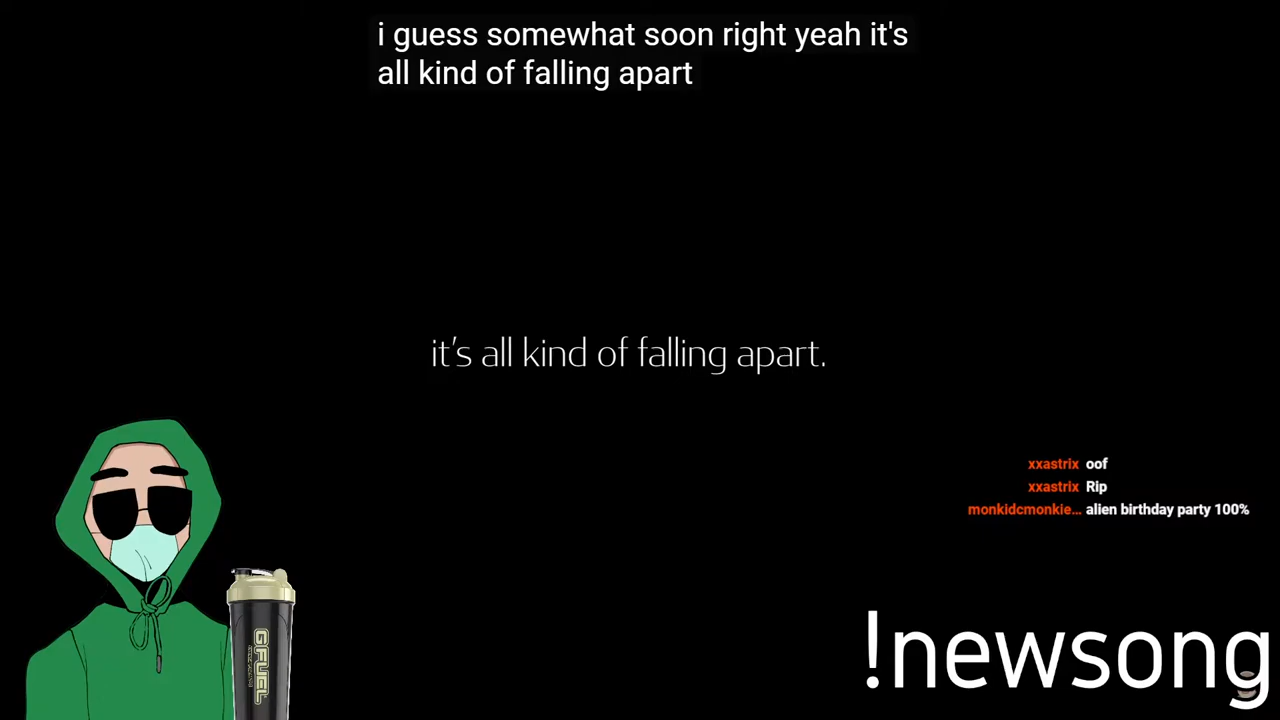 i guess somewhat soon right yeah it's
all kind of falling apart
it's all kind of falling apart.
xxastrix oof
xxastrix Rip
monkidcmonkie... alien birthday party 100%
GFUEL
!newsong